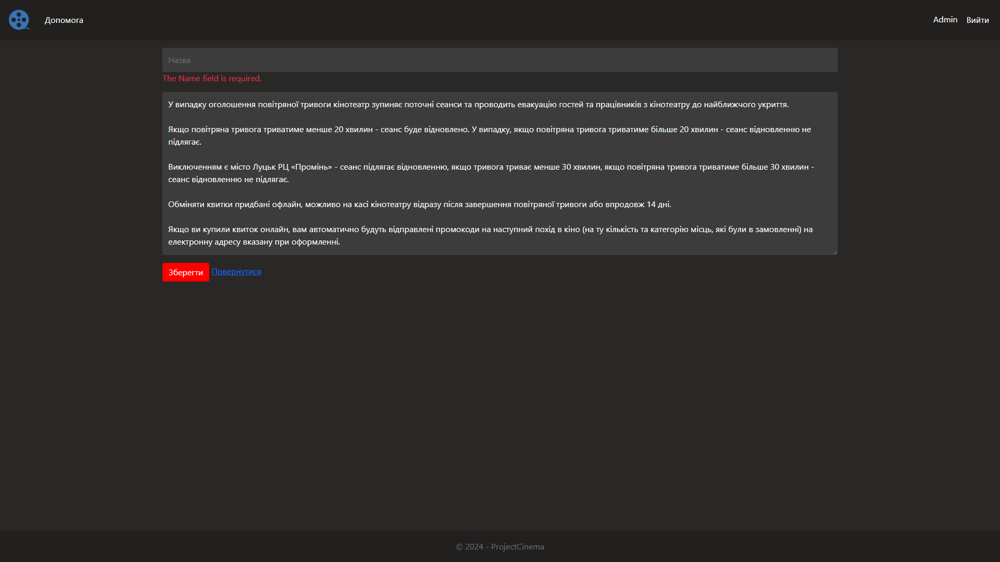 Допомога
Admin
Вийти
Назва
The Name field is required.
У випадку оголошення повітряної тривоги кінотеатр зупиняє поточні сеанси та проводить евакуацію гостей та працівників з кінотеатру до найближчого укриття.
Якщо повітряна тривога триватиме менше 20 хвилин - сеанс буде відновлено. У випадку, якщо повітряна тривога триватиме більше 20 хвилин - сеанс відновленню не
підлягає.
Виключенням є місто Луцьк РЦ «Промінь» - сеанс підлягає відновленню, якщо тривога триває менше 30 хвилин, якщо повітряна тривога триватиме більше 30 хвилин -
сеанс відновленню не підлягає.
Обміняти квитки придбані офлайн, можливо на касі кінотеатру відразу після завершення повітряної тривоги або впродовж 14 дні.
Якщо ви купили квиток онлайн, вам автоматично будуть відправлені промокоди на наступний похід в кіно (на ту кількість та категорію місць, які були в замовленні) на
електронну адресу вказану при оформленні.
Зберегти
Повернутися
© 2024 - ProjectCinema